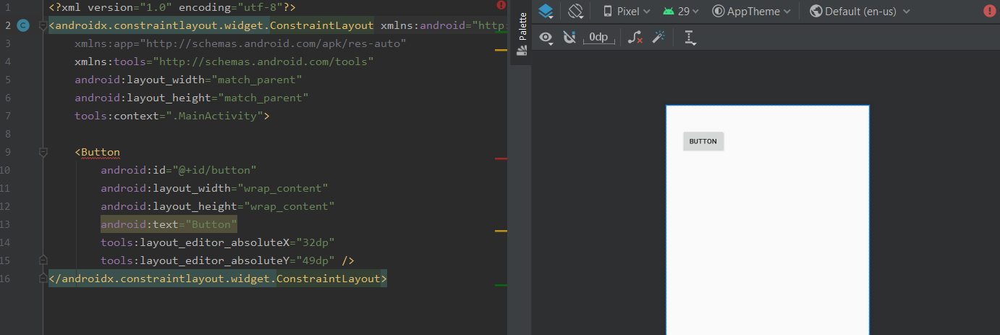 1 <?xml version="1.0" encoding="utf-8"?>
2 <androidx.constraintlayout.widget.ConstraintLayout xmlns:android="http:
3 xmlns:app="http://schemas.android.com/apk/res-auto"
4 xmlns:tools="http://schemas.android.com/tools"
5 android:layout_width="match_parent"
6 android:layout_height="match_parent"
7 tools:context=".MainActivity">
8
9 <Button
10 android:id="@+id/button"
11 android:layout_width="wrap_content"
12 android:layout_height="wrap_content"
13 android:text="Button"
14 tools:layout_editor_absoluteX="32dp"
15 tools:layout_editor_absoluteY="49dp" />
16 </androidx.constraintlayout.widget.ConstraintLayout>
C
Palette
Pixel 29 AppTheme Default (en-us)
0dp
BUTTON